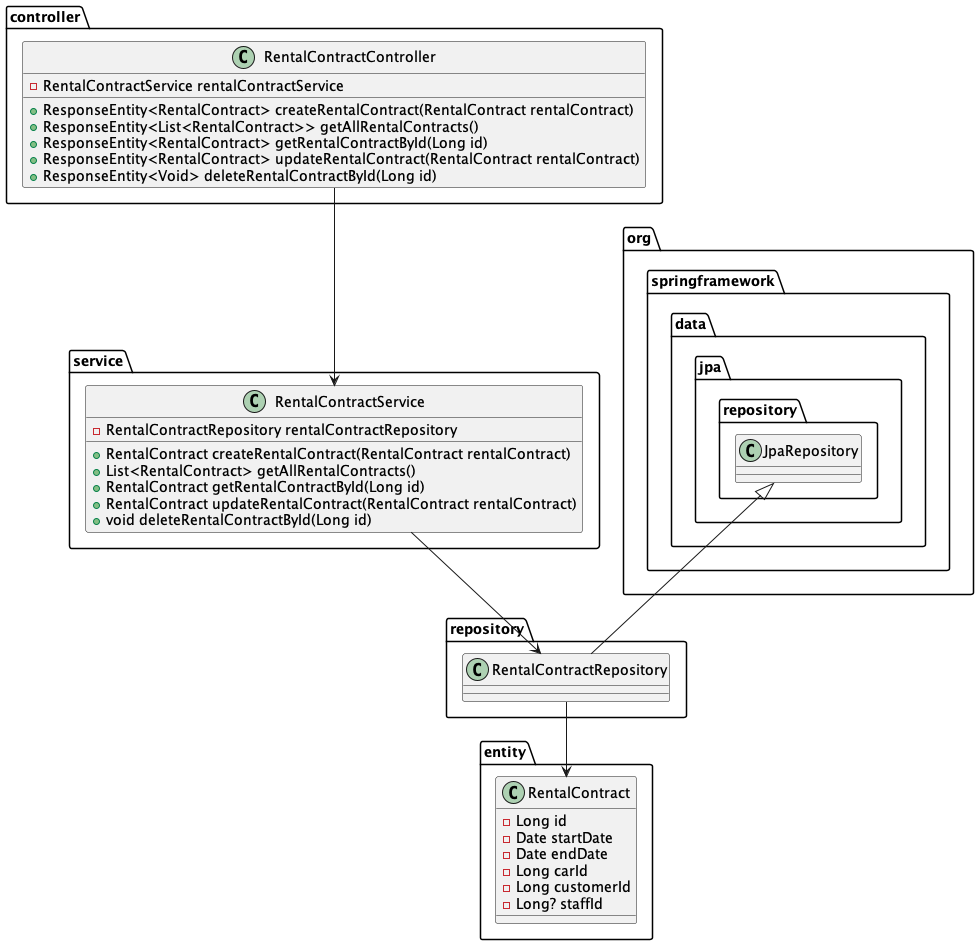 controller
C RentalContractController
RentalContractService rentalContractService
ResponseEntity<RentalContract> createRentalContract(RentalContract rentalContract)
ResponseEntity<List<RentalContract>> getAllRentalContracts()
ResponseEntity<RentalContract> getRentalContractById(Long id)
ResponseEntity<RentalContract> updateRentalContract(RentalContract rentalContract)
ResponseEntity<Void> deleteRentalContractById(Long id)
org
springframework
data
jpa
repository
C JpaRepository
service
C RentalContractService
RentalContractRepository rentalContractRepository
RentalContract createRentalContract(RentalContract rentalContract)
List<RentalContract> getAllRentalContracts()
RentalContract getRentalContractById(Long id)
RentalContract updateRentalContract(RentalContract rentalContract)
void deleteRentalContractById(Long id)
repository
C RentalContractRepository
entity
C RentalContract
Long id
Date startDate
Date endDate
Long carId
Long customerId
Long? staffId